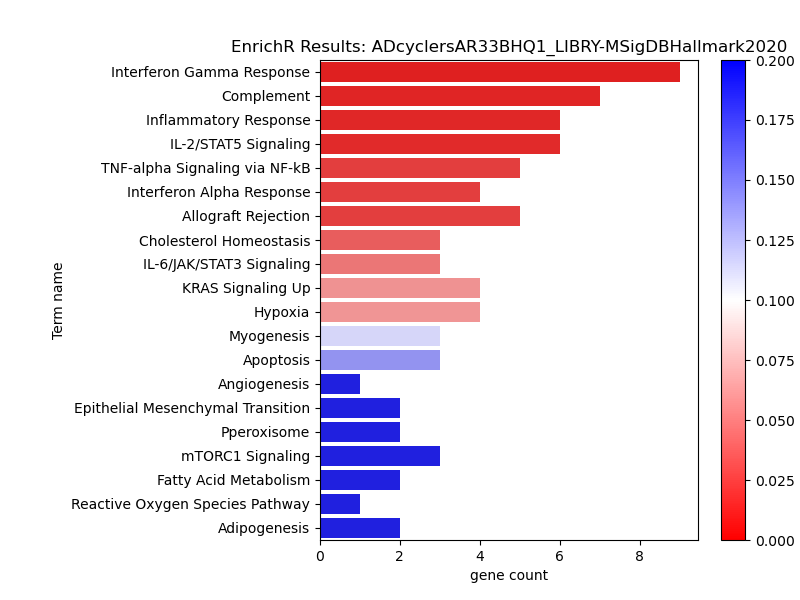 EnrichR Results: ADcyclersAR33BHQ1_LIBRY-MSigDBHallmark2020
Interferon Gamma Response
Complement
Inflammatory Response
IL-2/STAT5 Signaling
TNF-alpha Signaling via NF-kB
Interferon Alpha Response
Allograft Rejection
Cholesterol Homeostasis
IL-6/JAK/STAT3 Signaling
KRAS Signaling Up
Hypoxia
Myogenesis
Apoptosis
Angiogenesis
Epithelial Mesenchymal Transition
Pperoxisome
mTORC1 Signaling
Fatty Acid Metabolism
Reactive Oxygen Species Pathway
Adipogenesis
Term name
0 2 4 6 8
gene count
0.200
0.175
0.150
0.125
0.100
0.075
0.050
0.025
0.000